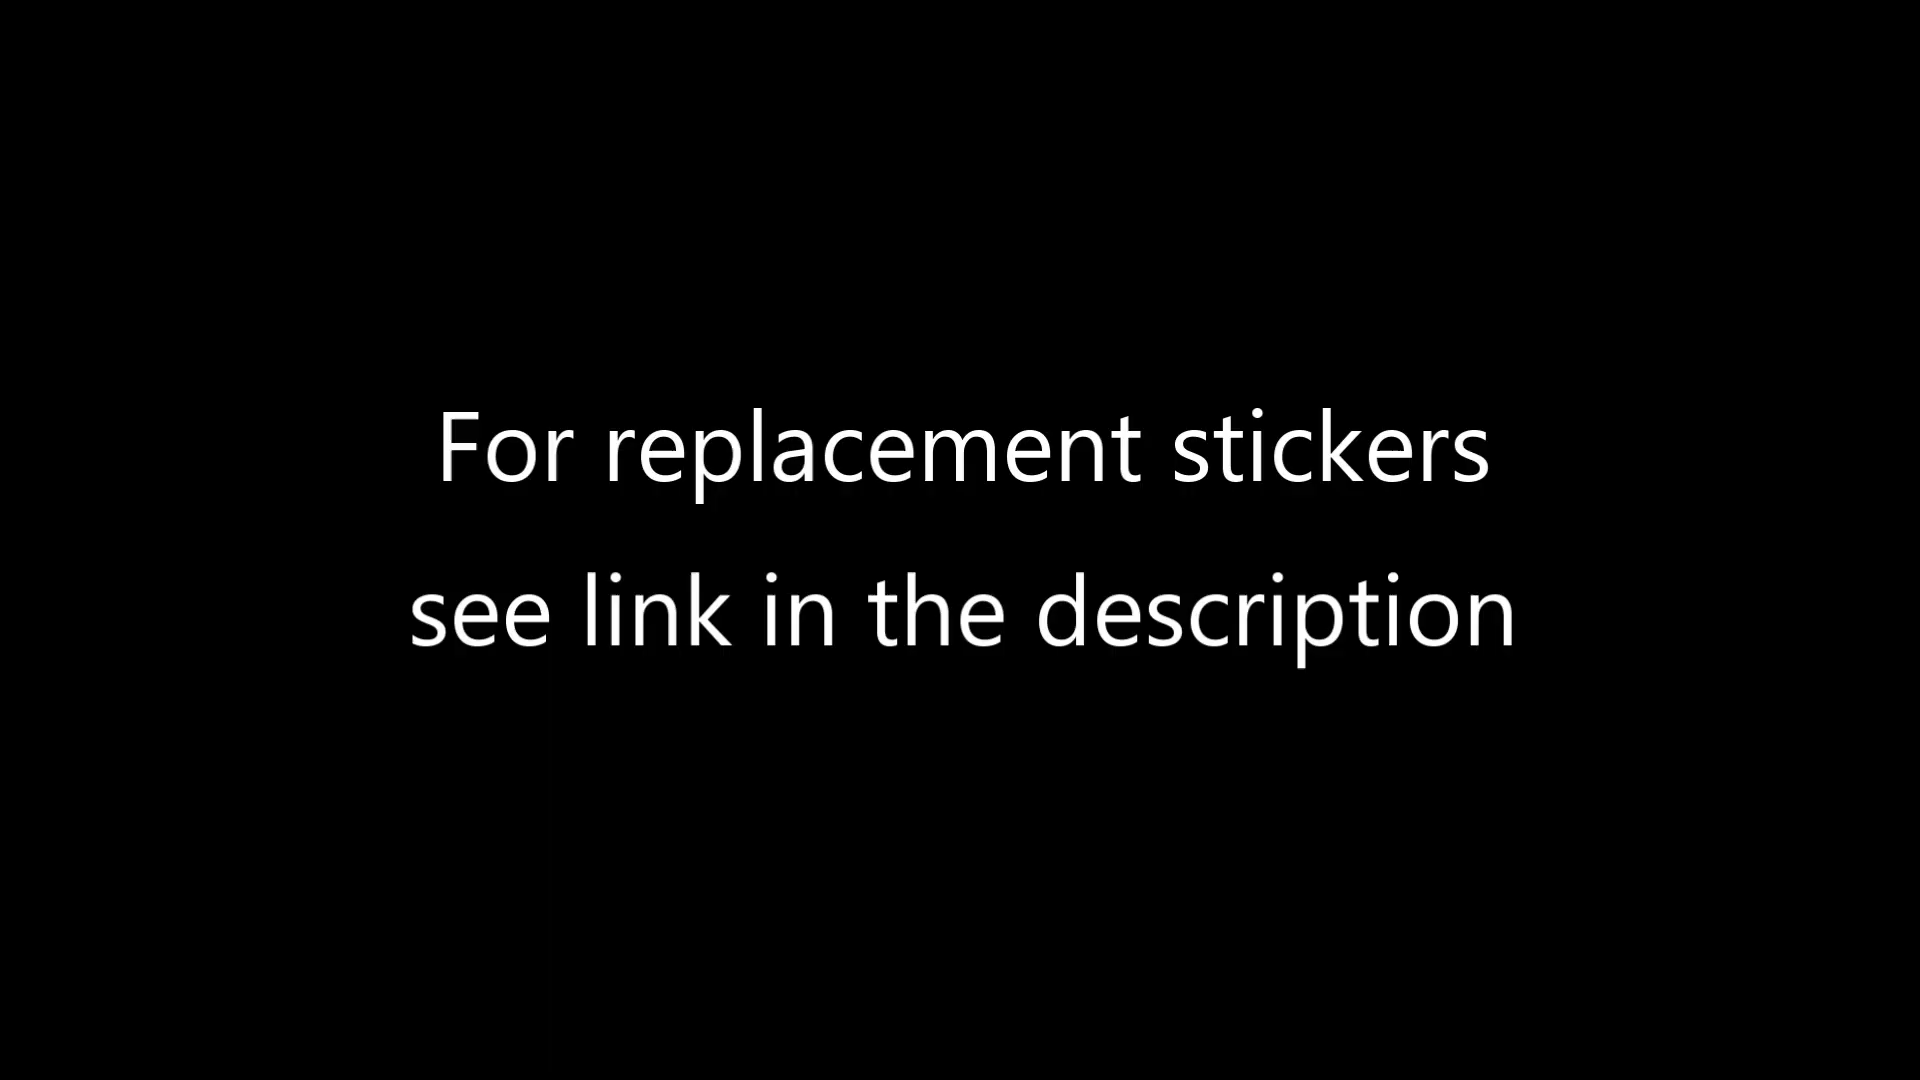 For replacement stickers
see link in the description